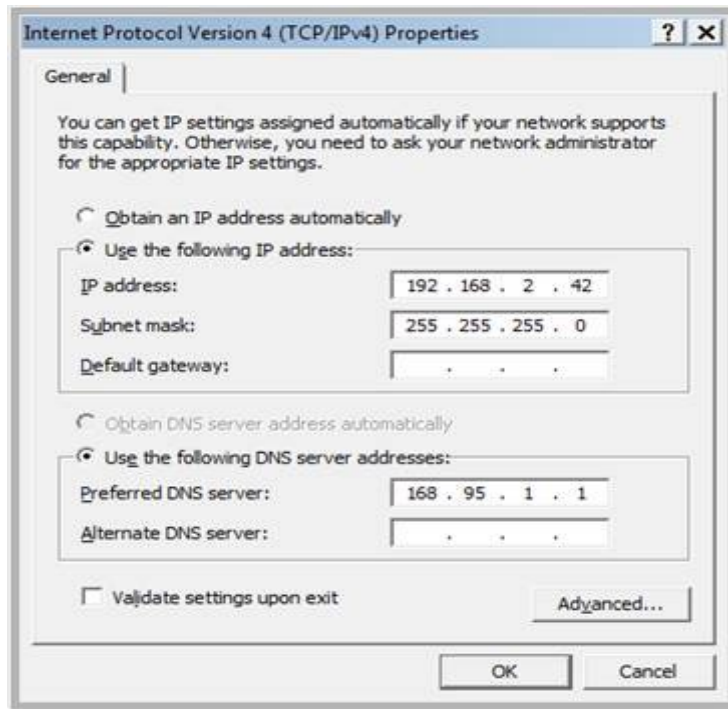 Internet Protocol Version 4 (TCP/IPv4) Properties
General
You can get IP settings assigned automatically if your network supports
this capability. Otherwise, you need to ask your network administrator
for the appropriate IP settings.
Obtain an IP address automatically
Use the following IP address:
IP address: 192 . 168 . 2 . 42
Subnet mask: 255 . 255 . 255 . 0
Default gateway: . . .
Obtain DNS server address automatically
Use the following DNS server addresses:
Preferred DNS server: 168 . 95 . 1 . 1
Alternate DNS server: . . .
Validate settings upon exit
Advanced...
OK Cancel